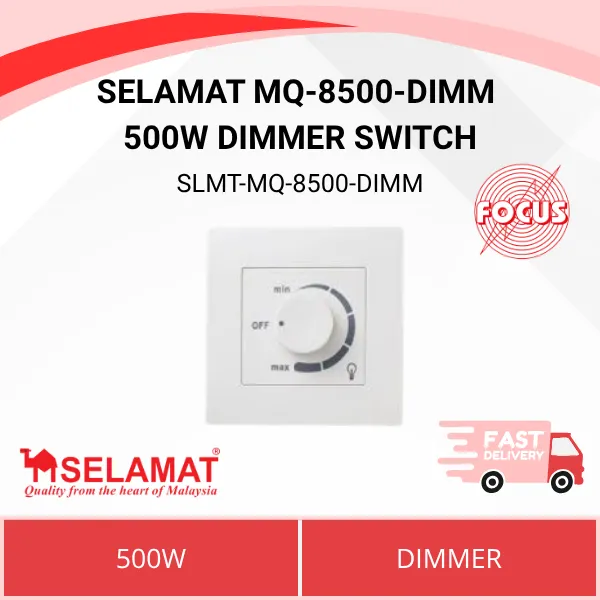 SELAMAT MQ-8500-DIMM
500W DIMMER SWITCH
SLMT-MQ-8500-DIMM
FOCUS
min
OFF
max
SELAMAT®
Quality from the heart of Malaysia
FAST
DELIVERY
500W
DIMMER